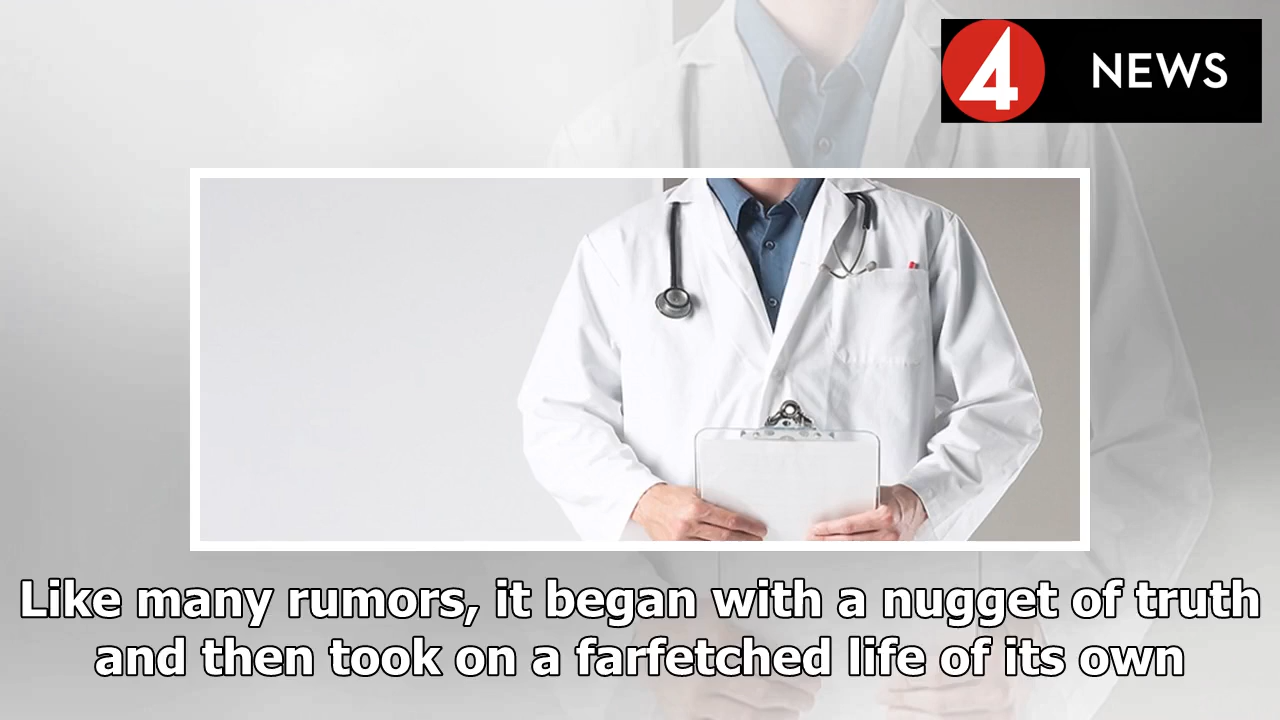 4 NEWS
Like many rumors, it began with a nugget of truth
and then took on a farfetched life of its own